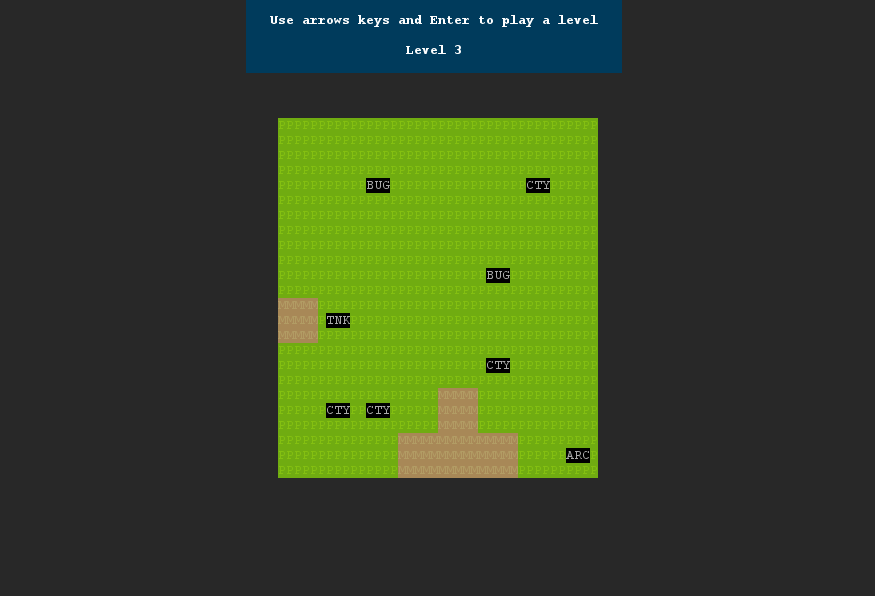 Use arrows keys and Enter to play a level
Level 3
BUG CTY
BUG
TNK
CTY
CTY CTY
ARC